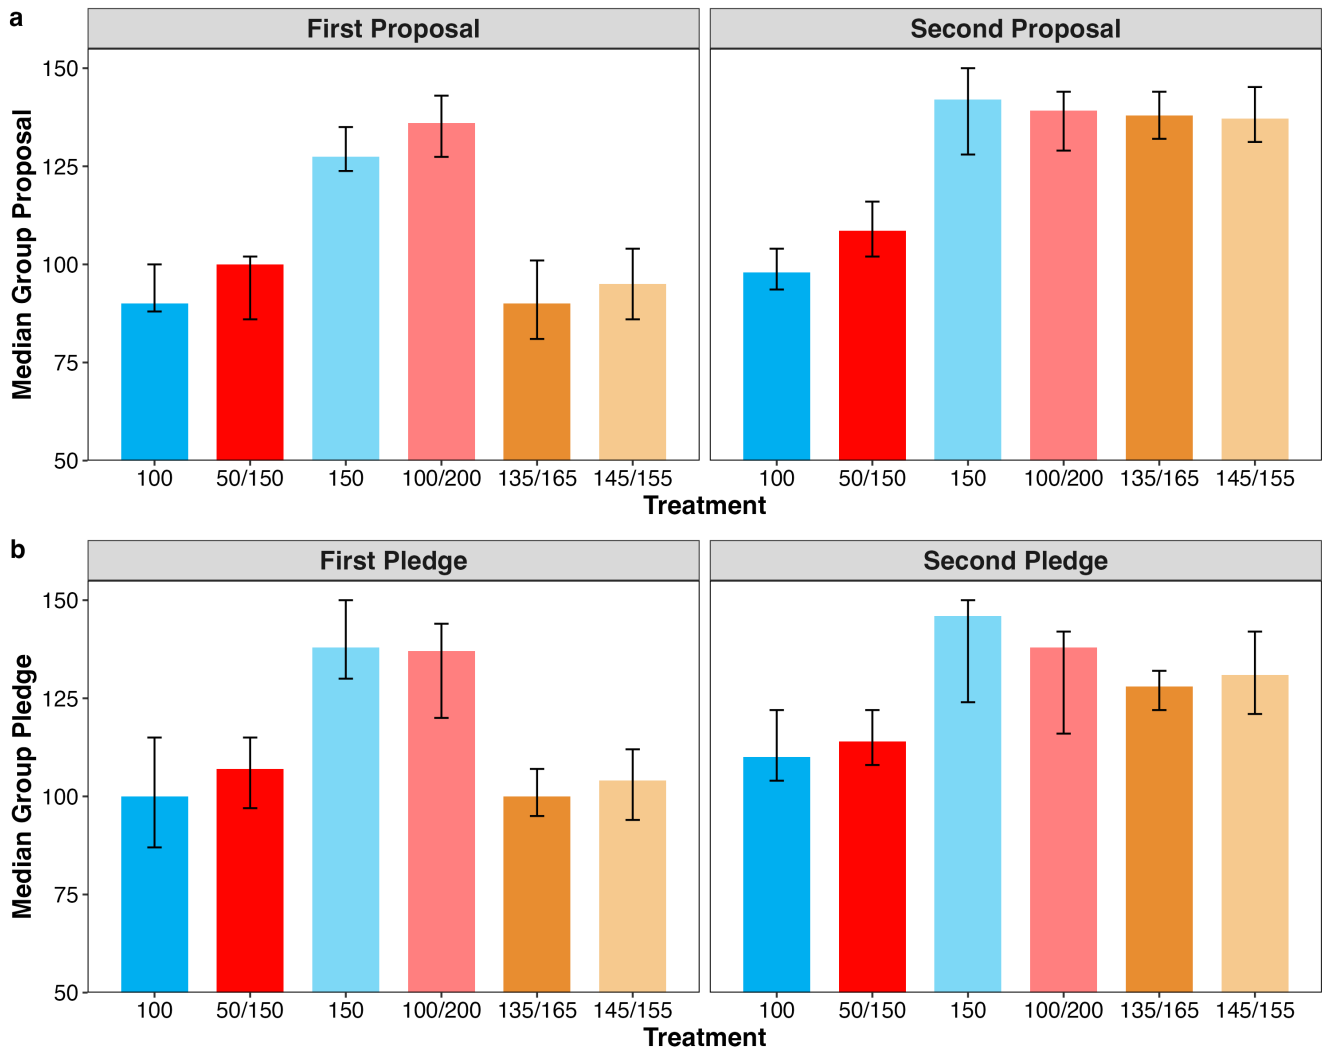 a
First Proposal
Second Proposal
Median Group Proposal
150
125
100
75
50
100 50/150 150 100/200 135/165 145/155
100 50/150 150 100/200 135/165 145/155
Treatment
b
First Pledge
Second Pledge
Median Group Pledge
150
125
100
75
50
100 50/150 150 100/200 135/165 145/155
100 50/150 150 100/200 135/165 145/155
Treatment